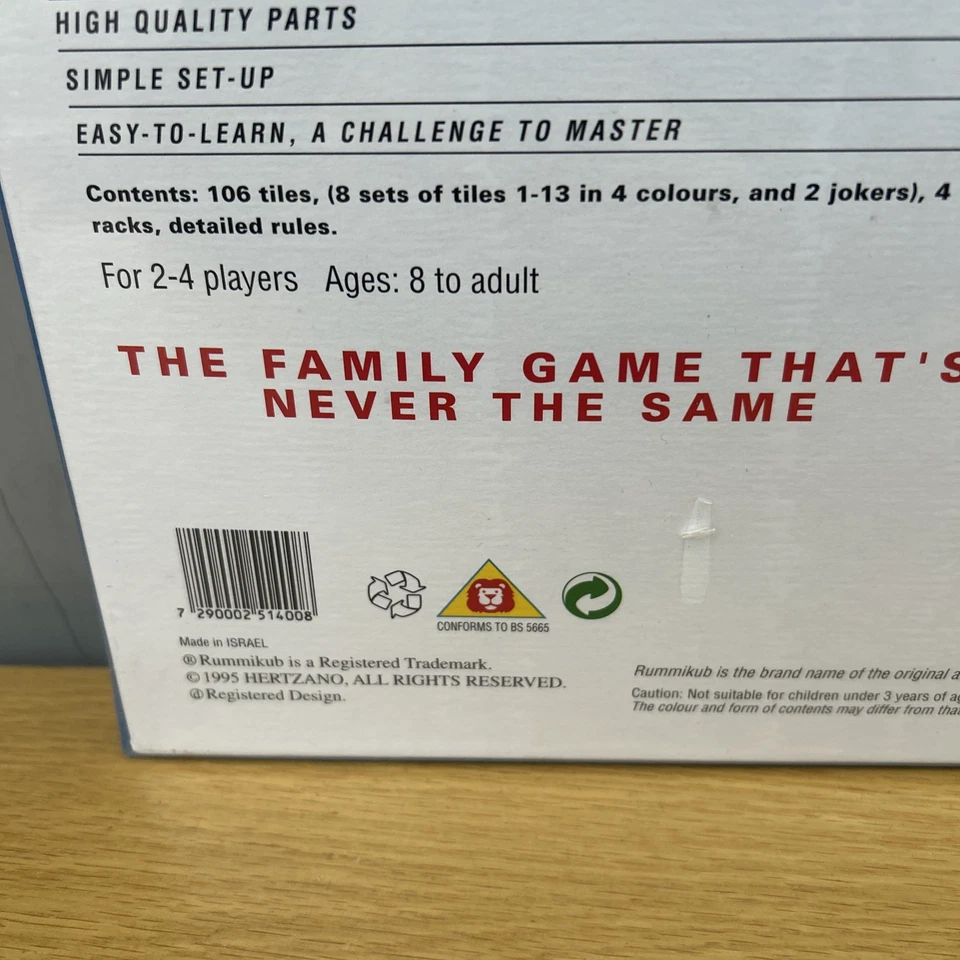 HIGH QUALITY PARTS
SIMPLE SET-UP
EASY-TO-LEARN, A CHALLENGE TO MASTER
Contents: 106 tiles, (8 sets of tiles 1-13 in 4 colours, and 2 jokers), 4
racks, detailed rules.
For 2-4 players Ages: 8 to adult
THE FAMILY GAME THAT'S
NEVER THE SAME
7 290002 514008
CONFORMS TO BS 5665
Made in ISRAEL
® Rummikub is a Registered Trademark.
© 1995 HERTZANO, ALL RIGHTS RESERVED.
ⓓ Registered Design.
Rummikub is the brand name of the original a
Caution: Not suitable for children under 3 years of ag
The colour and form of contents may differ from tha